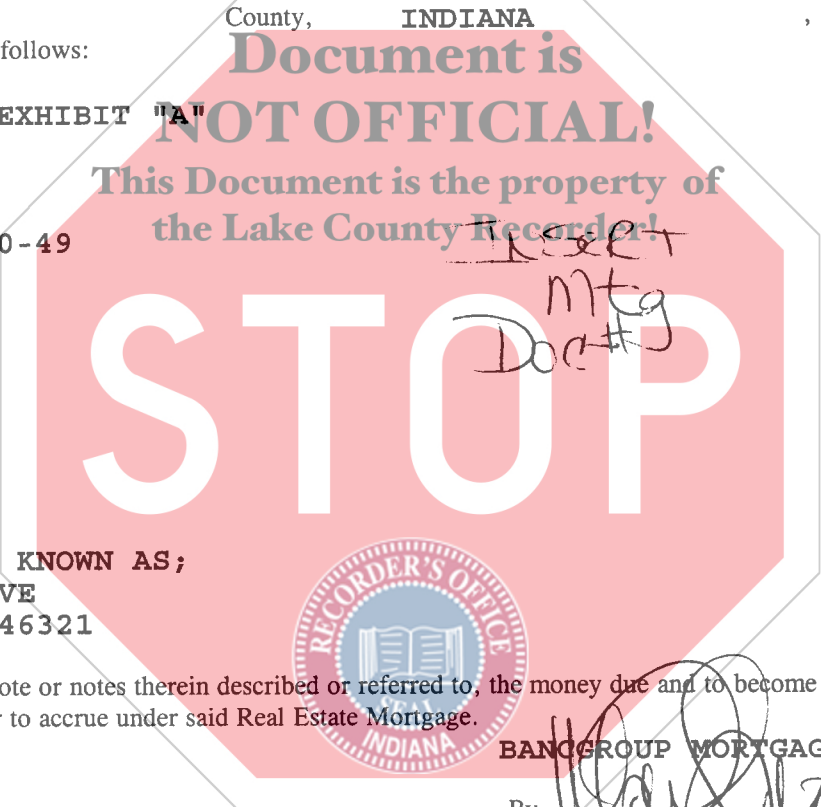 County, INDIANA ,
follows:
Document is
EXHIBIT "A"
NOT OFFICIAL!
This Document is the property of
the Lake County Recorder!
0-49
Insert
Mtg
Doc#
STOP
KNOWN AS;
VE
46321
RECORDER'S OFFICE
SEAL
INDIANA
ote or notes therein described or referred to, the money due and to become
r to accrue under said Real Estate Mortgage.
BANCGROUP MORTGAG
By